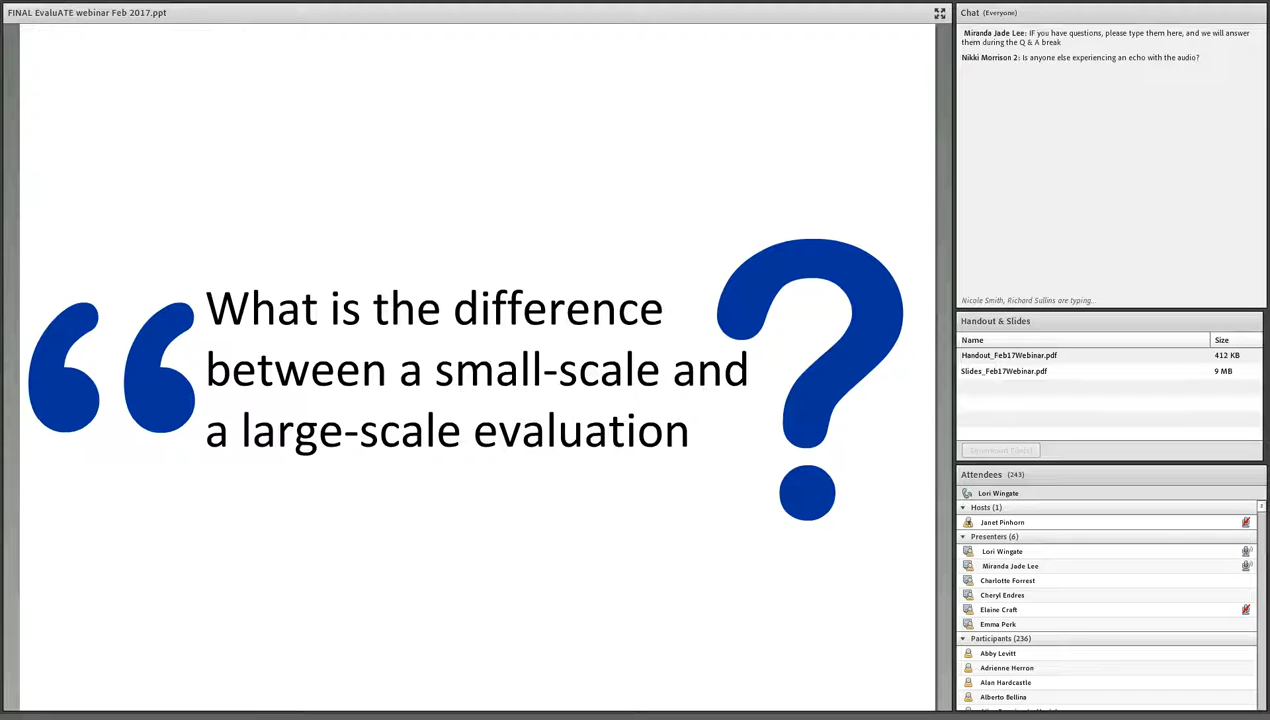 FINAL EvaluATE webinar Feb 2017.ppt
“
What is the difference
between a small-scale and
a large-scale evaluation
?
Chat (Everyone)
Miranda Jade Lee: IF you have questions, please type them here, and we will answer
them during the Q & A break
Nikki Morrison 2: Is anyone else experiencing an echo with the audio?
Nicole Smith, Richard Sullins are typing...
Handout & Slides
Name Size
Handout_Feb17Webinar.pdf 412 KB
Slides_Feb17Webinar.pdf 9 MB
Download File(s)
Attendees (243)
Lori Wingate
Hosts (1)
Janet Pinhorn
Presenters (6)
Lori Wingate
Miranda Jade Lee
Charlotte Forrest
Cheryl Endres
Elaine Craft
Emma Perk
Participants (236)
Abby Levitt
Adrienne Herron
Alan Hardcastle
Alberto Bellina